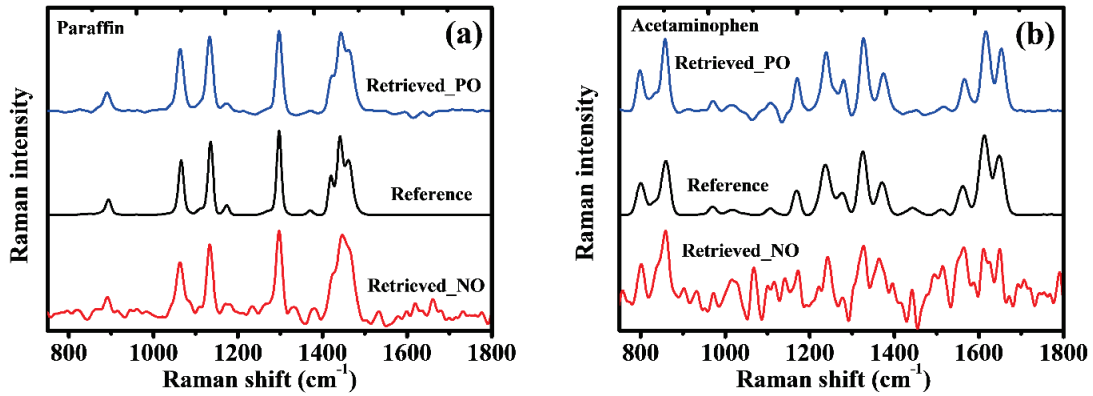 Paraffin
(a)
Retrieved_PO
Reference
Retrieved_NO
Raman intensity
800 1000 1200 1400 1600 1800
Raman shift (cm⁻¹)
Acetaminophen
(b)
Retrieved_PO
Reference
Retrieved_NO
Raman intensity
800 1000 1200 1400 1600 1800
Raman shift (cm⁻¹)